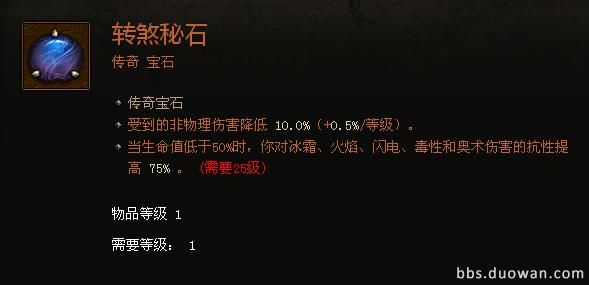 转煞秘石
传奇 宝石
传奇宝石
受到的非物理伤害降低 10.0% (+0.5%/等级) 。
当生命值低于50%时，你对冰霜、火焰、闪电、毒性和奥术伤害的抗性提
高 75% 。 (需要25级)
物品等级 1
需要等级： 1
bbs.duowan.com